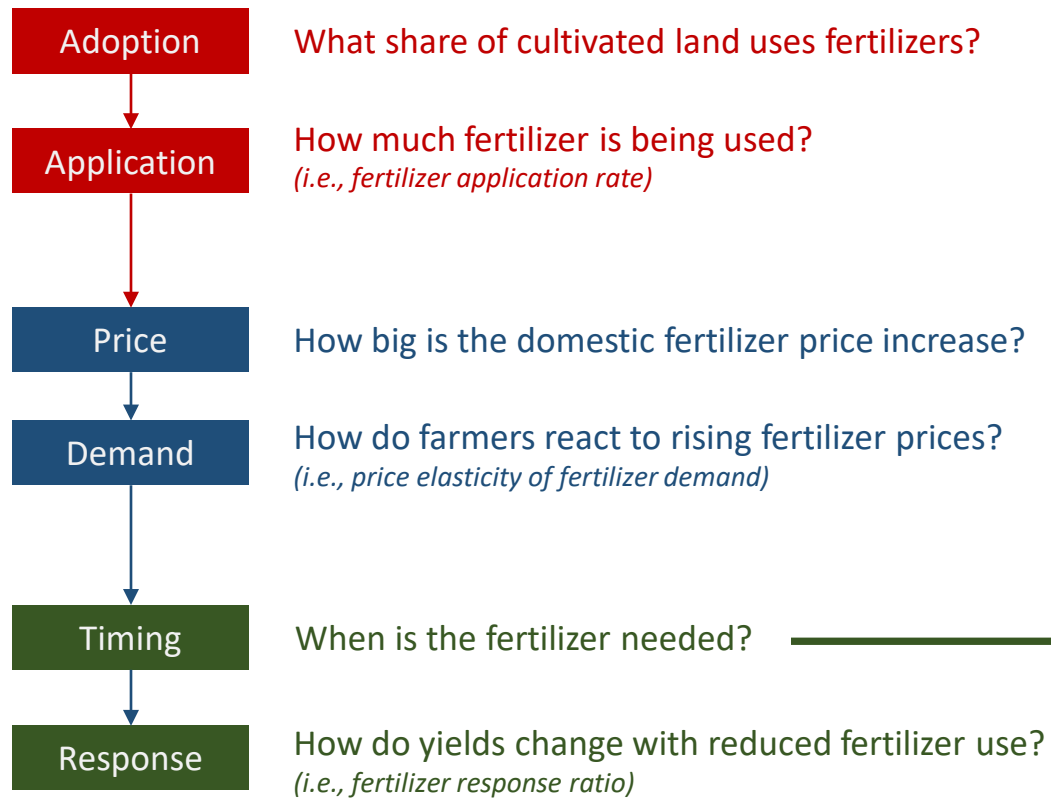 Adoption
What share of cultivated land uses fertilizers?
Application
How much fertilizer is being used?
(i.e., fertilizer application rate)
Price
How big is the domestic fertilizer price increase?
Demand
How do farmers react to rising fertilizer prices?
(i.e., price elasticity of fertilizer demand)
Timing
When is the fertilizer needed?
Response
How do yields change with reduced fertilizer use?
(i.e., fertilizer response ratio)